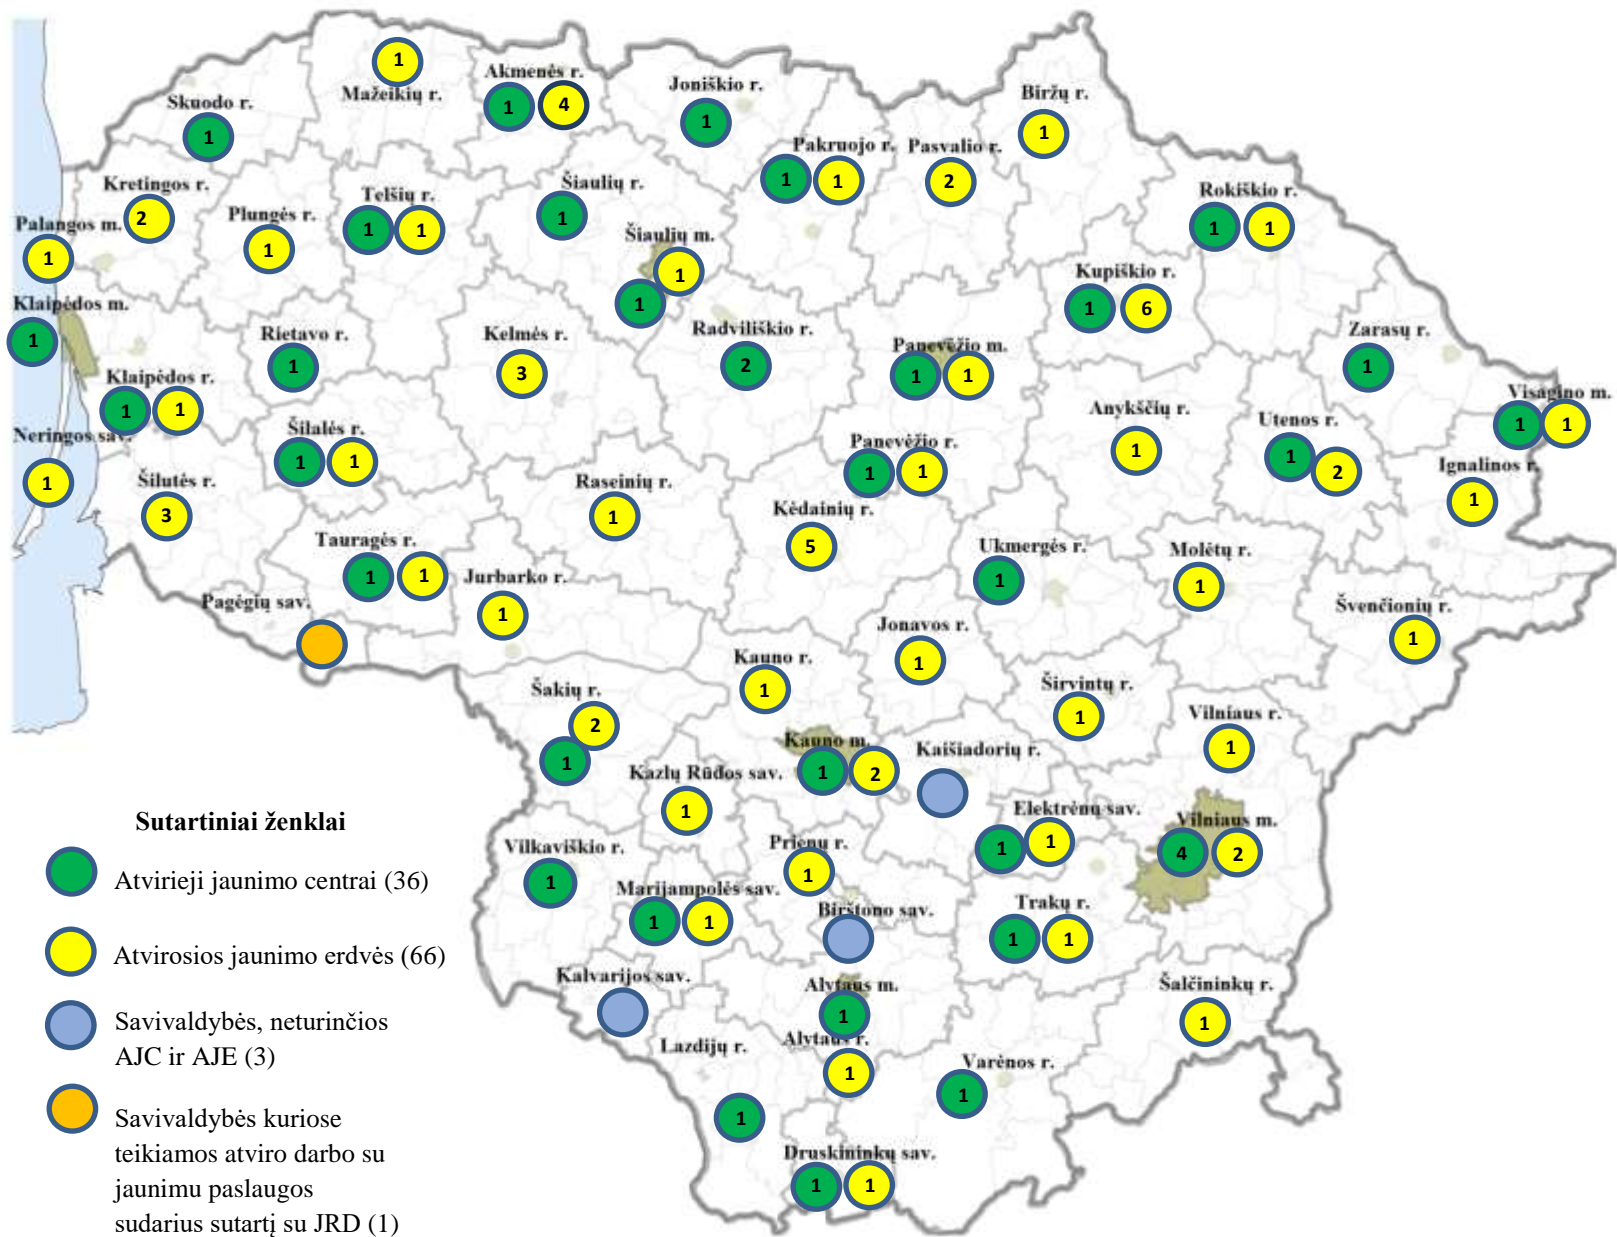 Skuodo r.
1
1
Mažeikių r.
Akmenės r.
1 4
Joniškio r.
1
Biržų r.
1
Pakruojo r.
1 1
Pasvalio r.
2
Kretingos r.
2
Plungės r.
1
Telšių r.
1 1
Šiaulių r.
1
Šiaulių m.
1
1
Rokiškio r.
1 1
Palangos m.
1
Klaipėdos m.
1
Kupiškio r.
1 6
Rietavo r.
1
Kelmės r.
3
Radviliškio r.
2
Panevėžio m.
1 1
Zarasų r.
1
Klaipėdos r.
1 1
Visagino m.
1 1
Neringos sav.
1
Šilalės r.
1 1
Anykščių r.
1
Utenos r.
1 2
Panevėžio r.
1 1
Ignalinos r.
1
Šilutės r.
3
Raseinių r.
1
Kėdainių r.
5
Tauragės r.
1 1
Jurbarko r.
1
Ukmergės r.
1
Molėtų r.
1
Pagėgių sav.
Švenčionių r.
1
Jonavos r.
1
Kauno r.
1
Šakių r.
2
1
Širvintų r.
1
Vilniaus r.
1
Kauno m.
1 2
Kaišiadorių r.
Kazlų Rūdos sav.
1
Elektrėnų sav.
1 1
Vilniaus m.
4 2
Vilkaviškio r.
1
Prienų r.
1
Marijampolės sav.
1 1
Birštono sav.
Trakų r.
1 1
Kalvarijos sav.
Alytaus m.
1
Šalčininkų r.
1
Lazdijų r.
1
Alytaus r.
1
Varėnos r.
1
Druskininkų sav.
1 1
Sutartiniai ženklai
Atvirieji jaunimo centrai (36)
Atvirosios jaunimo erdvės (66)
Savivaldybės, neturinčios
AJC ir AJE (3)
Savivaldybės kuriose
teikiamos atviro darbo su
jaunimu paslaugos
sudarius sutartį su JRD (1)